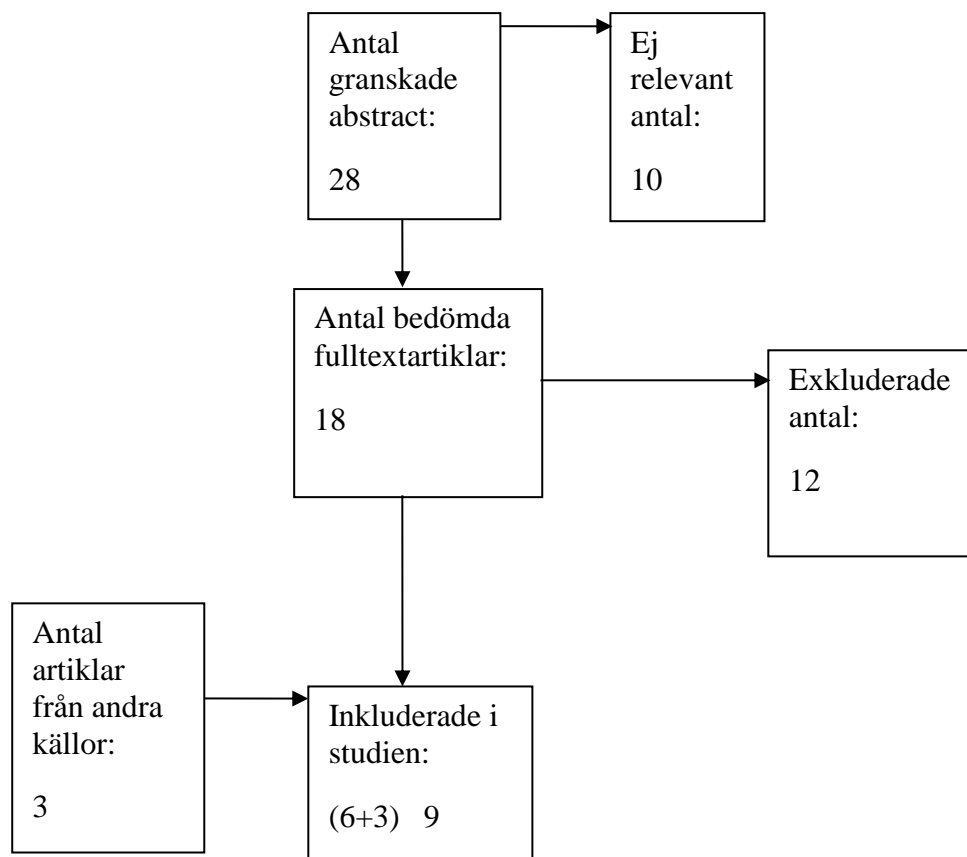 Antal
granskade
abstract:
28
Ej
relevant
antal:
10
Antal bedömda
fulltextartiklar:
18
Exkluderade
antal:
12
Antal
artiklar
från andra
källor:
3
Inkluderade i
studien:
(6+3) 9